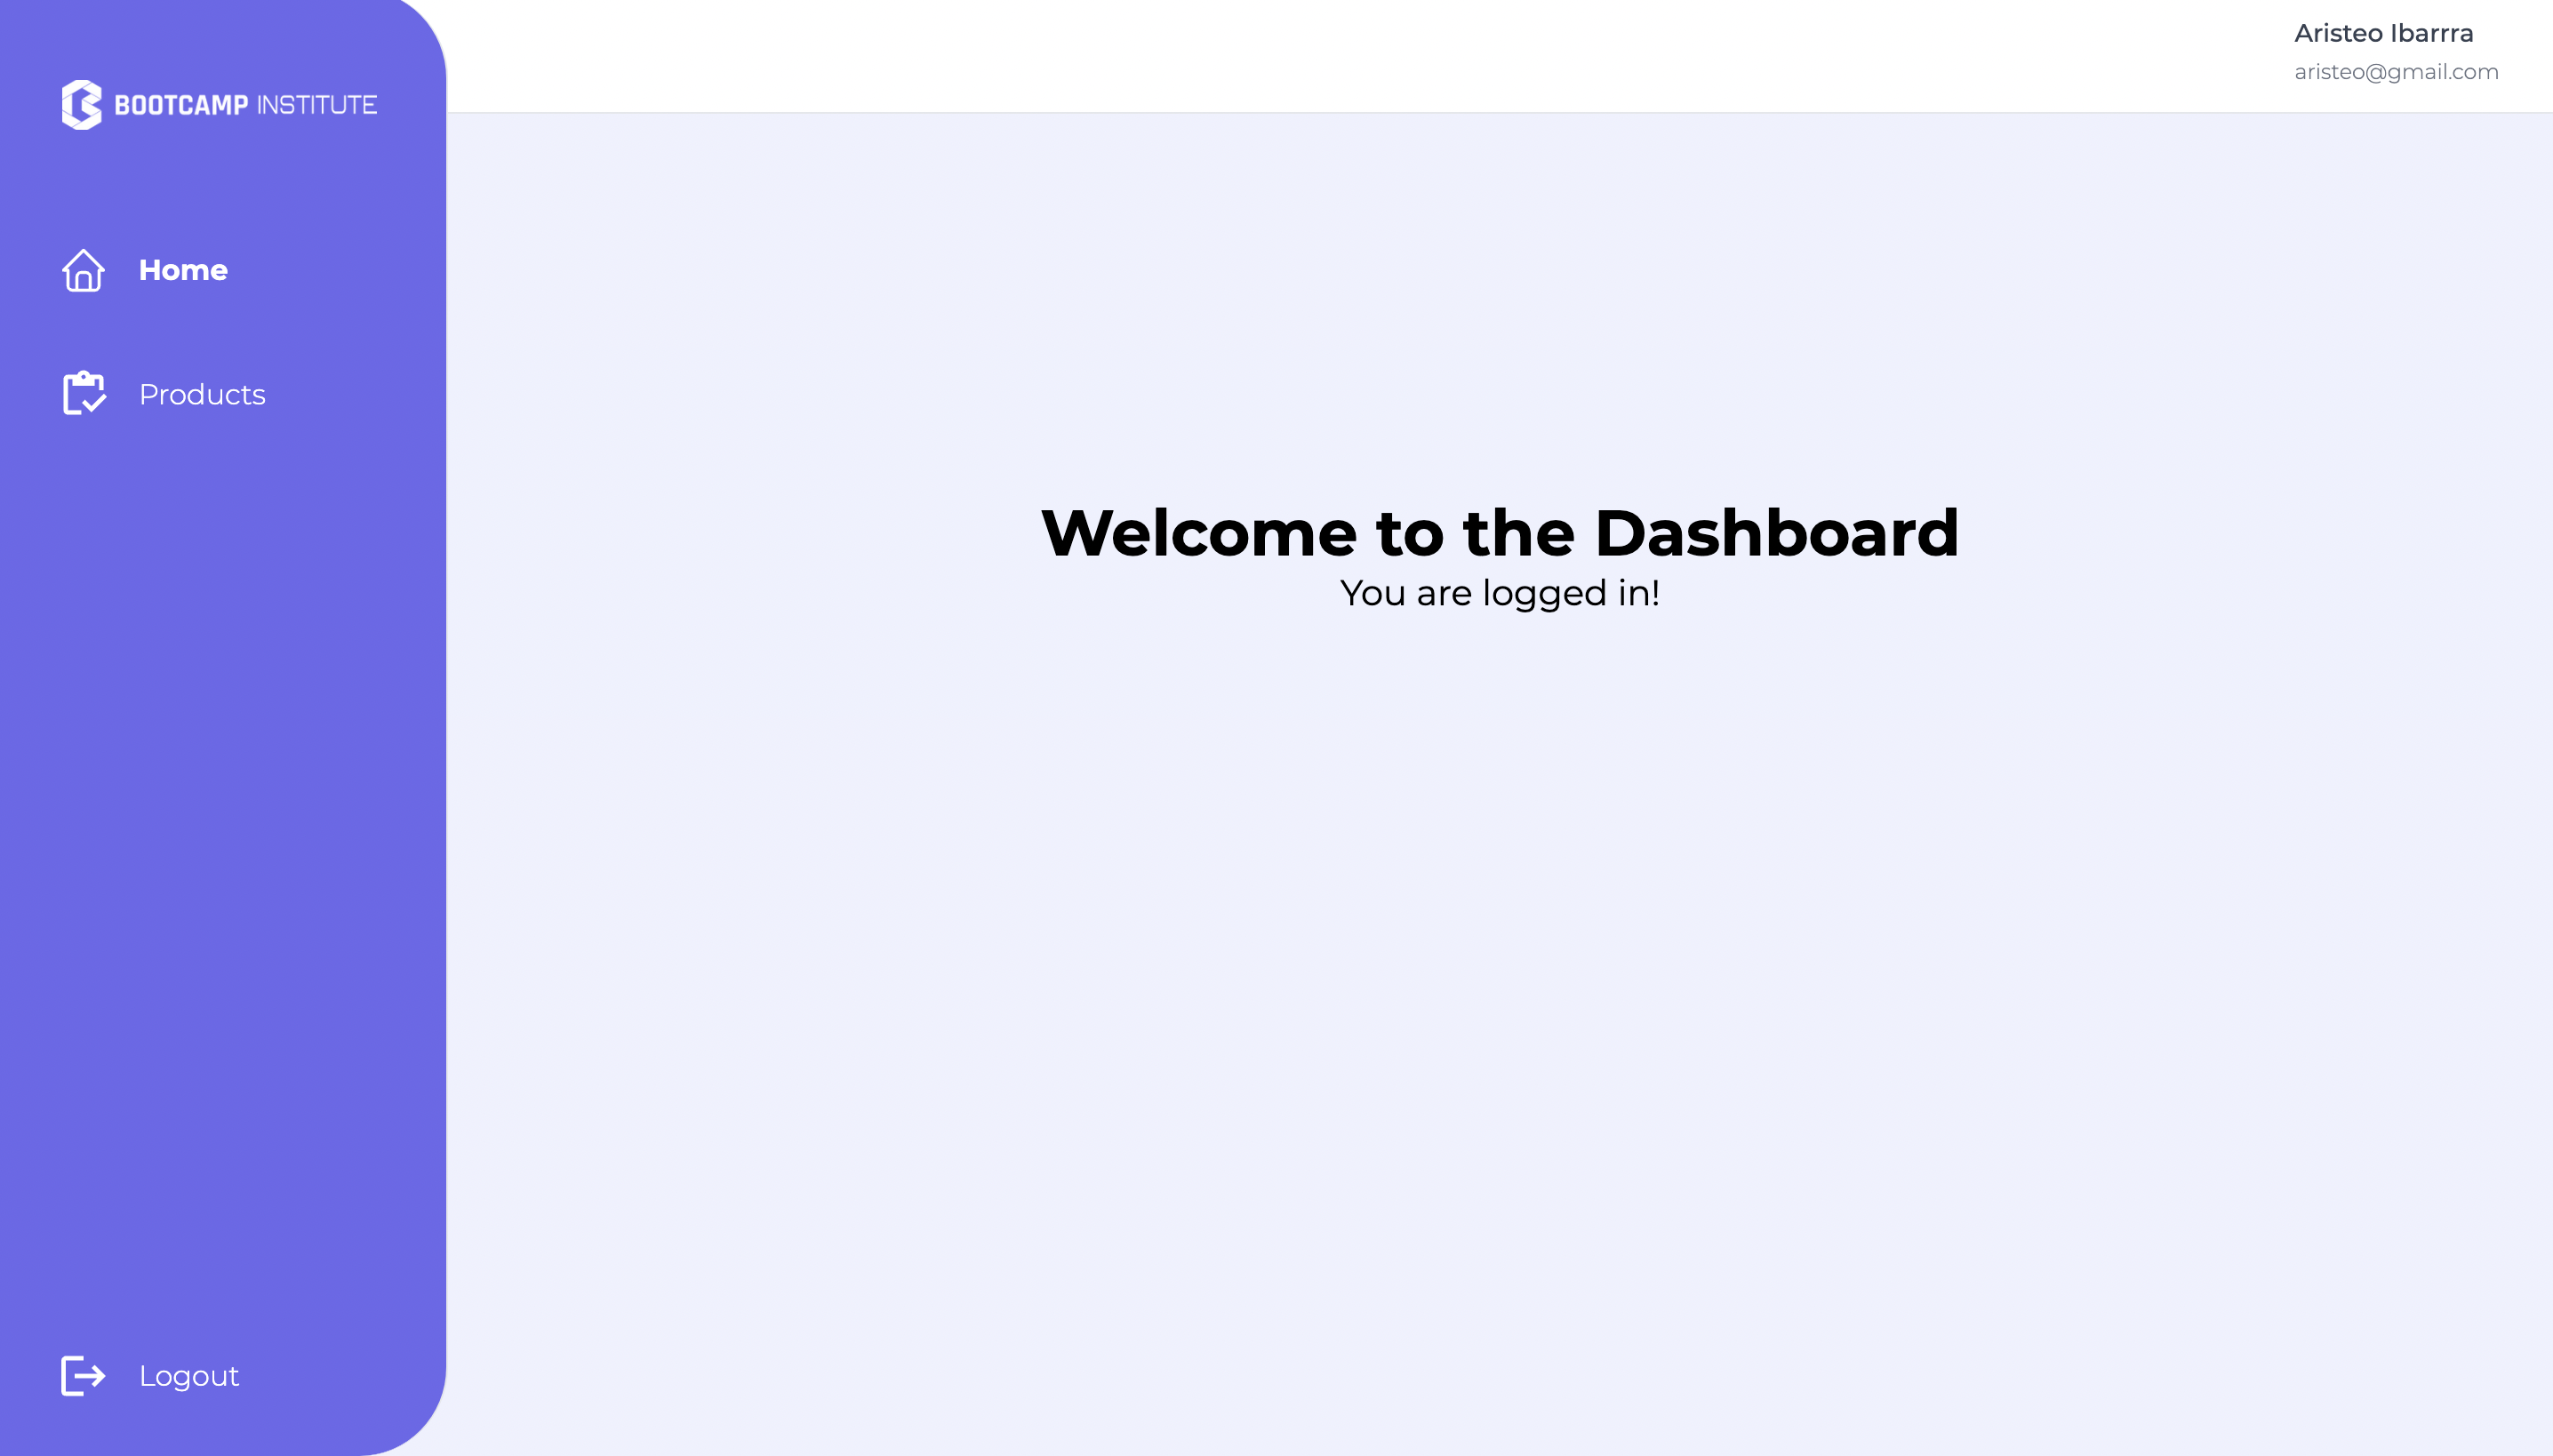 BOOTCAMP INSTITUTE
Aristeo Ibarrra
aristeo@gmail.com
Home
Products
Welcome to the Dashboard
You are logged in!
Logout